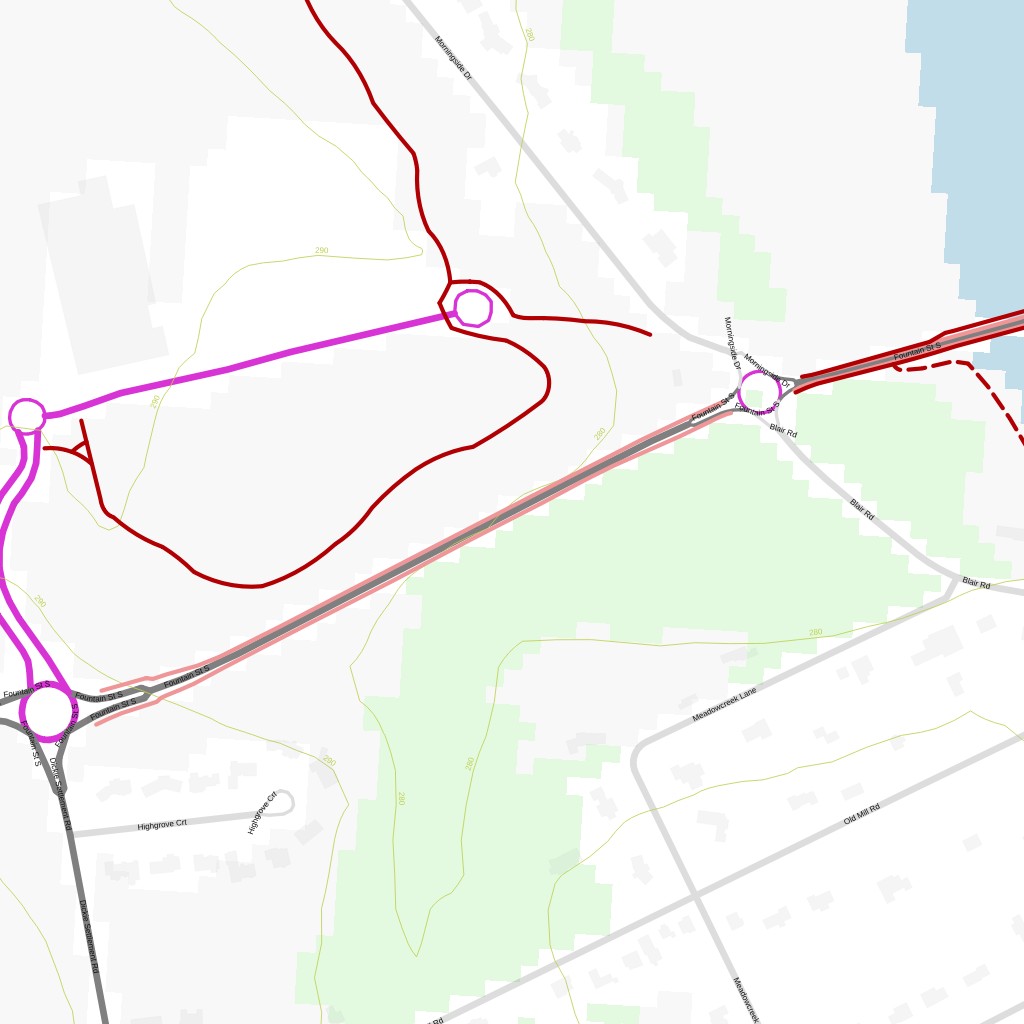 280
Morningside Dr
290
Morningside Dr
Fountain St S
Morningside Dr
290
Fountain St S
Fountain St S
Blair Rd
280
Blair Rd
Blair Rd
290
280
Fountain St S
Fountain St S
Fountain St S
Fountain St S
Fountain St S
Fountain St S
Meadowcreek Lane
280
280
Dickie Settlement Rd
280
Highgrove Crt
Highgrove Crt
Old Mill Rd
Dickie Settlement Rd
Meadowcreek
Rd